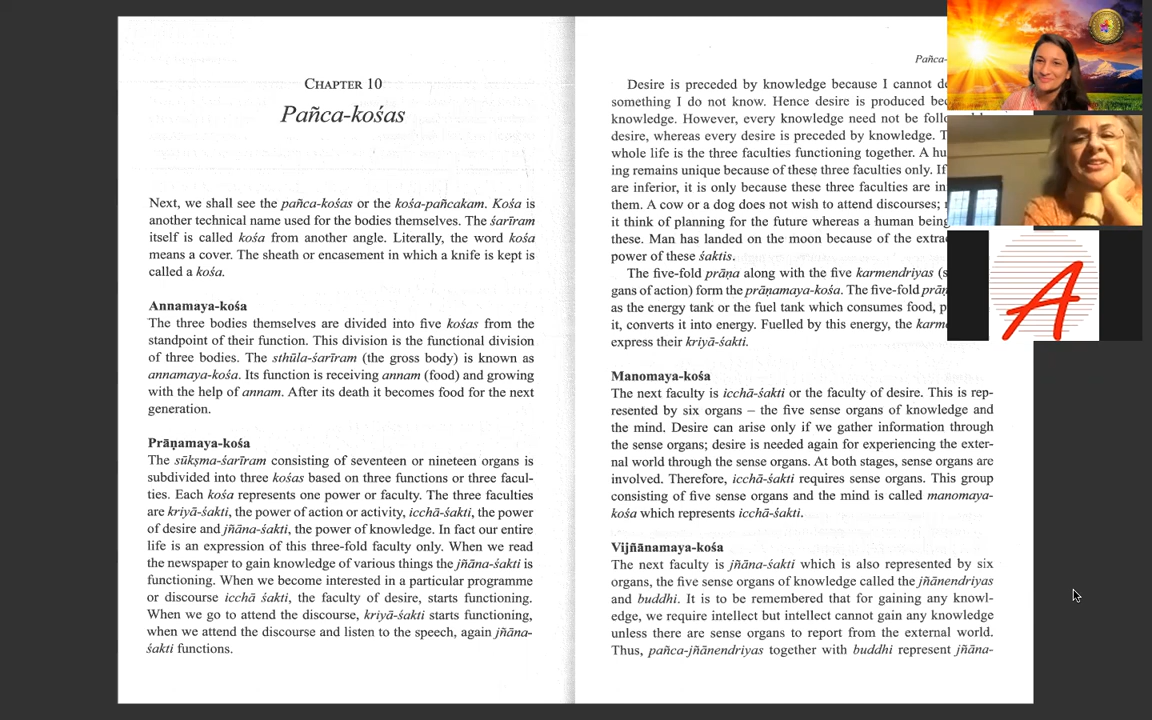 CHAPTER 10
Pañca-kośas
Next, we shall see the pañca-kośas or the kośa-pañcakam. Kośa is
another technical name used for the bodies themselves. The śarīram
itself is called kośa from another angle. Literally, the word kośa
means a cover. The sheath or encasement in which a knife is kept is
called a kośa.
Annamaya-kośa
The three bodies themselves are divided into five kośas from the
standpoint of their function. This division is the functional division
of three bodies. The sthūla-śarīram (the gross body) is known as
annamaya-kośa. Its function is receiving annam (food) and growing
with the help of annam. After its death it becomes food for the next
generation.
Prāṇamaya-kośa
The sūkṣma-śarīram consisting of seventeen or nineteen organs is
subdivided into three kośas based on three functions or three facul-
ties. Each kośa represents one power or faculty. The three faculties
are kriyā-śakti, the power of action or activity, icchā-śakti, the power
of desire and jñāna-śakti, the power of knowledge. In fact our entire
life is an expression of this three-fold faculty only. When we read
the newspaper to gain knowledge of various things the jñāna-śakti is
functioning. When we become interested in a particular programme
or discourse icchā śakti, the faculty of desire, starts functioning.
When we go to attend the discourse, kriyā-śakti starts functioning,
when we attend the discourse and listen to the speech, again jñāna-
śakti functions.
Pañca-
Desire is preceded by knowledge because I cannot
something I do not know. Hence desire is produced
knowledge. However, every knowledge need not be
desire, whereas every desire is preceded by knowledge.
whole life is the three faculties functioning together. A
ing remains unique because of these three faculties only. If
are inferior, it is only because these three faculties are
them. A cow or a dog does not wish to attend discourses;
it think of planning for the future whereas a human being
these. Man has landed on the moon because of the
power of these śaktis.
The five-fold prāṇa along with the five karmendriyas
gans of action) form the prāṇamaya-kośa. The five-fold
as the energy tank or the fuel tank which consumes food,
it, converts it into energy. Fuelled by this energy, the
express their kriyā-śakti.
Manomaya-kośa
The next faculty is icchā-śakti or the faculty of desire. This is rep-
resented by six organs – the five sense organs of knowledge and
the mind. Desire can arise only if we gather information through
the sense organs; desire is needed again for experiencing the exter-
nal world through the sense organs. At both stages, sense organs are
involved. Therefore, icchā-śakti requires sense organs. This group
consisting of five sense organs and the mind is called manomaya-
kośa which represents icchā-śakti.
Vijñānamaya-kośa
The next faculty is jñāna-śakti which is also represented by six
organs, the five sense organs of knowledge called the jñānendriyas
and buddhi. It is to be remembered that for gaining any knowl-
edge, we require intellect but intellect cannot gain any knowledge
unless there are sense organs to report from the external world.
Thus, pañca-jñānendriyas together with buddhi represent jñāna-
A